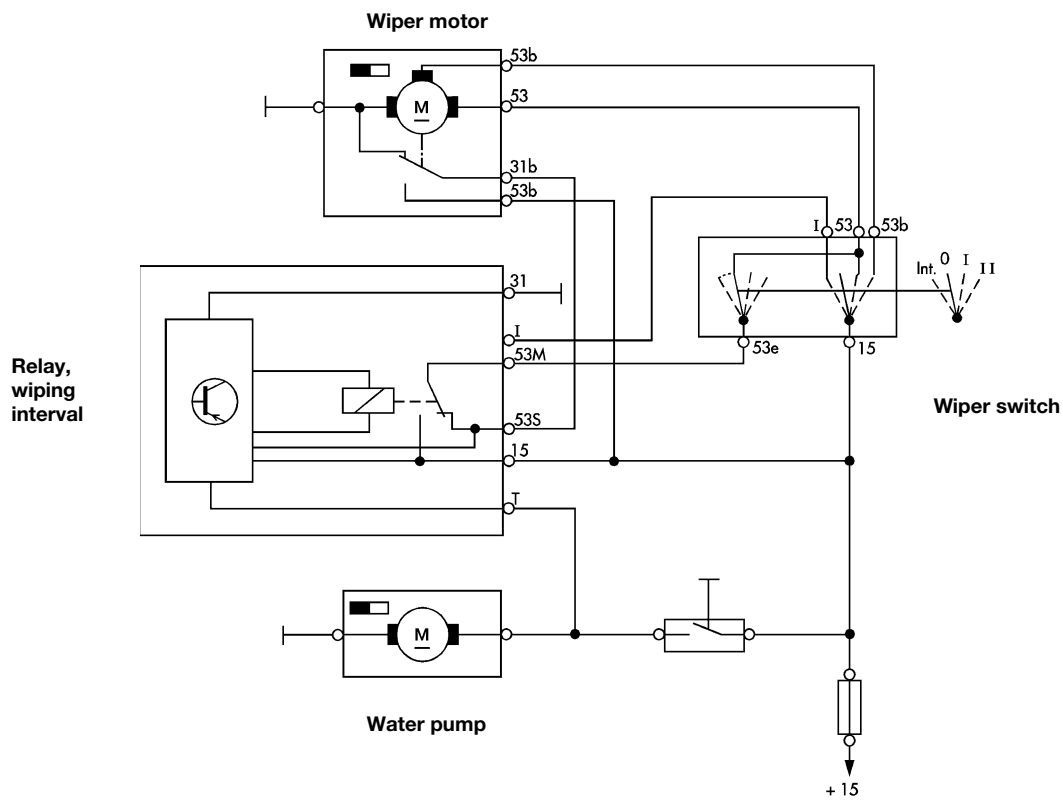 Wiper motor
M
53b
53
31b
53b
I 53 53b
Int. 0 I II
53e 15
Wiper switch
Relay,
wiping
interval
31
I
53M
53S
15
T
M
Water pump
+ 15